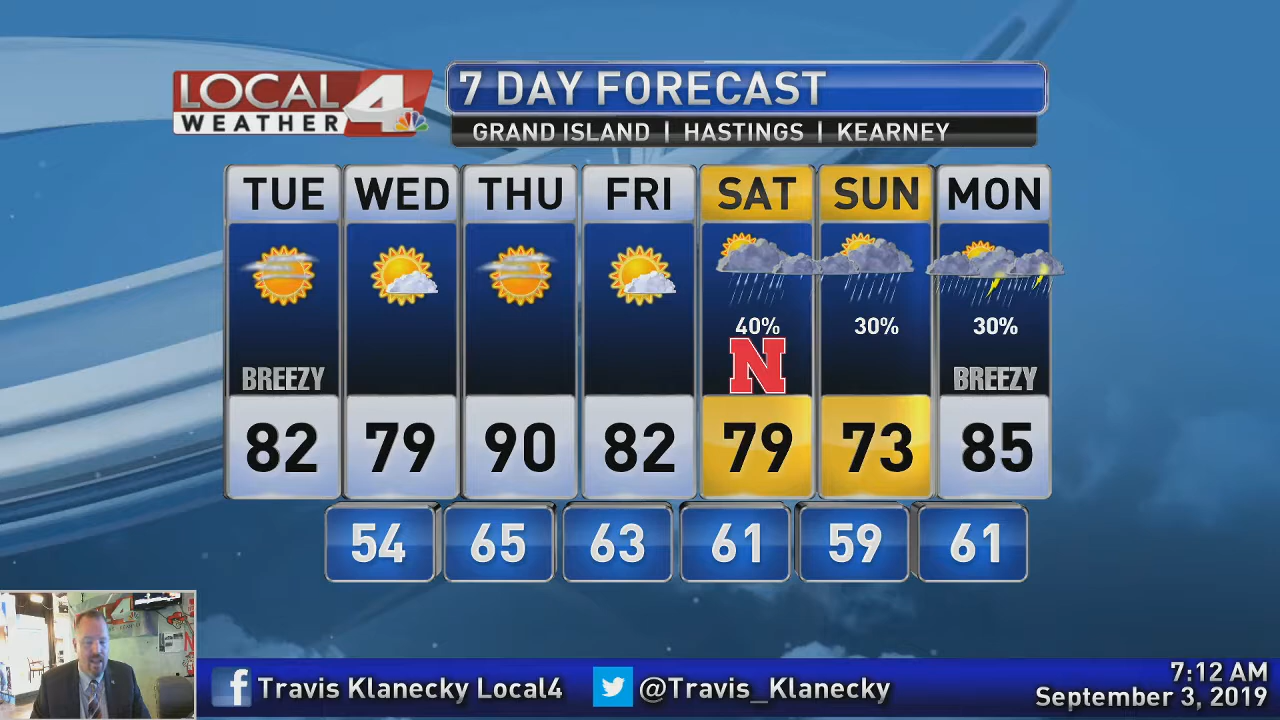 LOCAL 4
WEATHER
7 DAY FORECAST
GRAND ISLAND | HASTINGS | KEARNEY
TUE WED THU FRI SAT SUN MON
40% 30% 30%
N
BREEZY BREEZY
82 79 90 82 79 73 85
54 65 63 61 59 61
f Travis Klanecky Local4 @Travis_Klanecky
7:12 AM
September 3, 2019